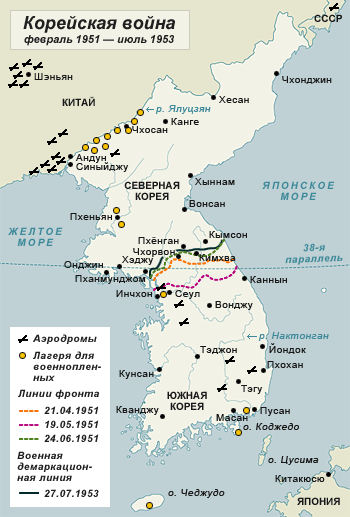 Корейская война
февраль 1951 — июль 1953
СССР
Шэньян
КИТАЙ
Чхонджин
← р. Ялуцзян
Хесан
Канге
Чхосан
Андун
Синыйджу
Хыннам
СЕВЕРНАЯ
КОРЕЯ
ЯПОНСКОЕ
МОРЕ
Вонсан
Пхеньян
ЖЕЛТОЕ
МОРЕ
Кымсон
Пхёнган
Чхорвон
38-я
параллель
Хэджу
Кимхва
Онджин
Пханмунджом
Каннын
Инчхон
Сеул
Вонджу
← р. Нактонган
Аэродромы
Лагеря для
военноплен-
ных
Линии фронта
21.04.1951
19.05.1951
24.06.1951
Военная
демаркацион-
ная линия
27.07.1953
Тэджон
Йондок
Кунсан
Пхохан
Тэгу
ЮЖНАЯ
КОРЕЯ
Кванджу
Масан
Пусан
о. Коджедо
о. Цусима
Китакюсю
о. Чеджудо
ЯПОНИЯ